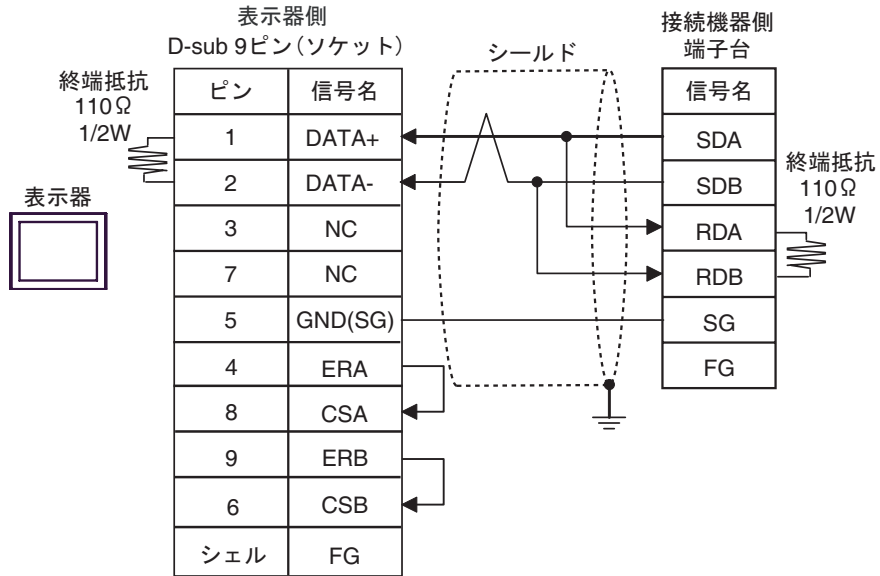 表示器側
D-sub 9ピン(ソケット)
シールド
接続機器側
端子台
終端抵抗
110Ω
1/2W
表示器
ピン 信号名
1 DATA+
2 DATA-
3 NC
7 NC
5 GND(SG)
4 ERA
8 CSA
9 ERB
6 CSB
シェル FG
信号名
SDA
SDB
RDA
RDB
SG
FG
終端抵抗
110Ω
1/2W